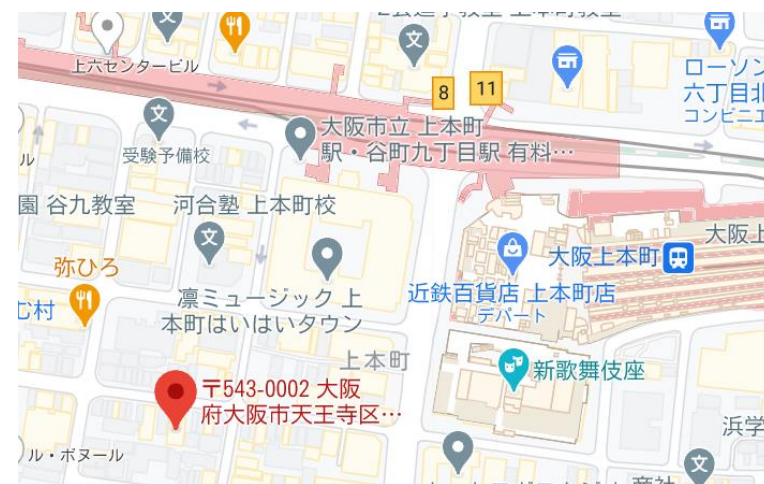 上六センタービル
ローソン
六丁目北
コンビニエ
8
11
大阪市立 上本町
駅・谷町九丁目駅 有料…
受験予備校
ル
園 谷九教室
河合塾 上本町校
大阪上
大阪上本町
弥ひろ
近鉄百貨店 上本町店
デパート
む村
凛ミュージック 上
本町はいはいタウン
上本町
新歌舞伎座
〒543-0002 大阪
府大阪市天王寺区…
浜学
ル・ボヌール